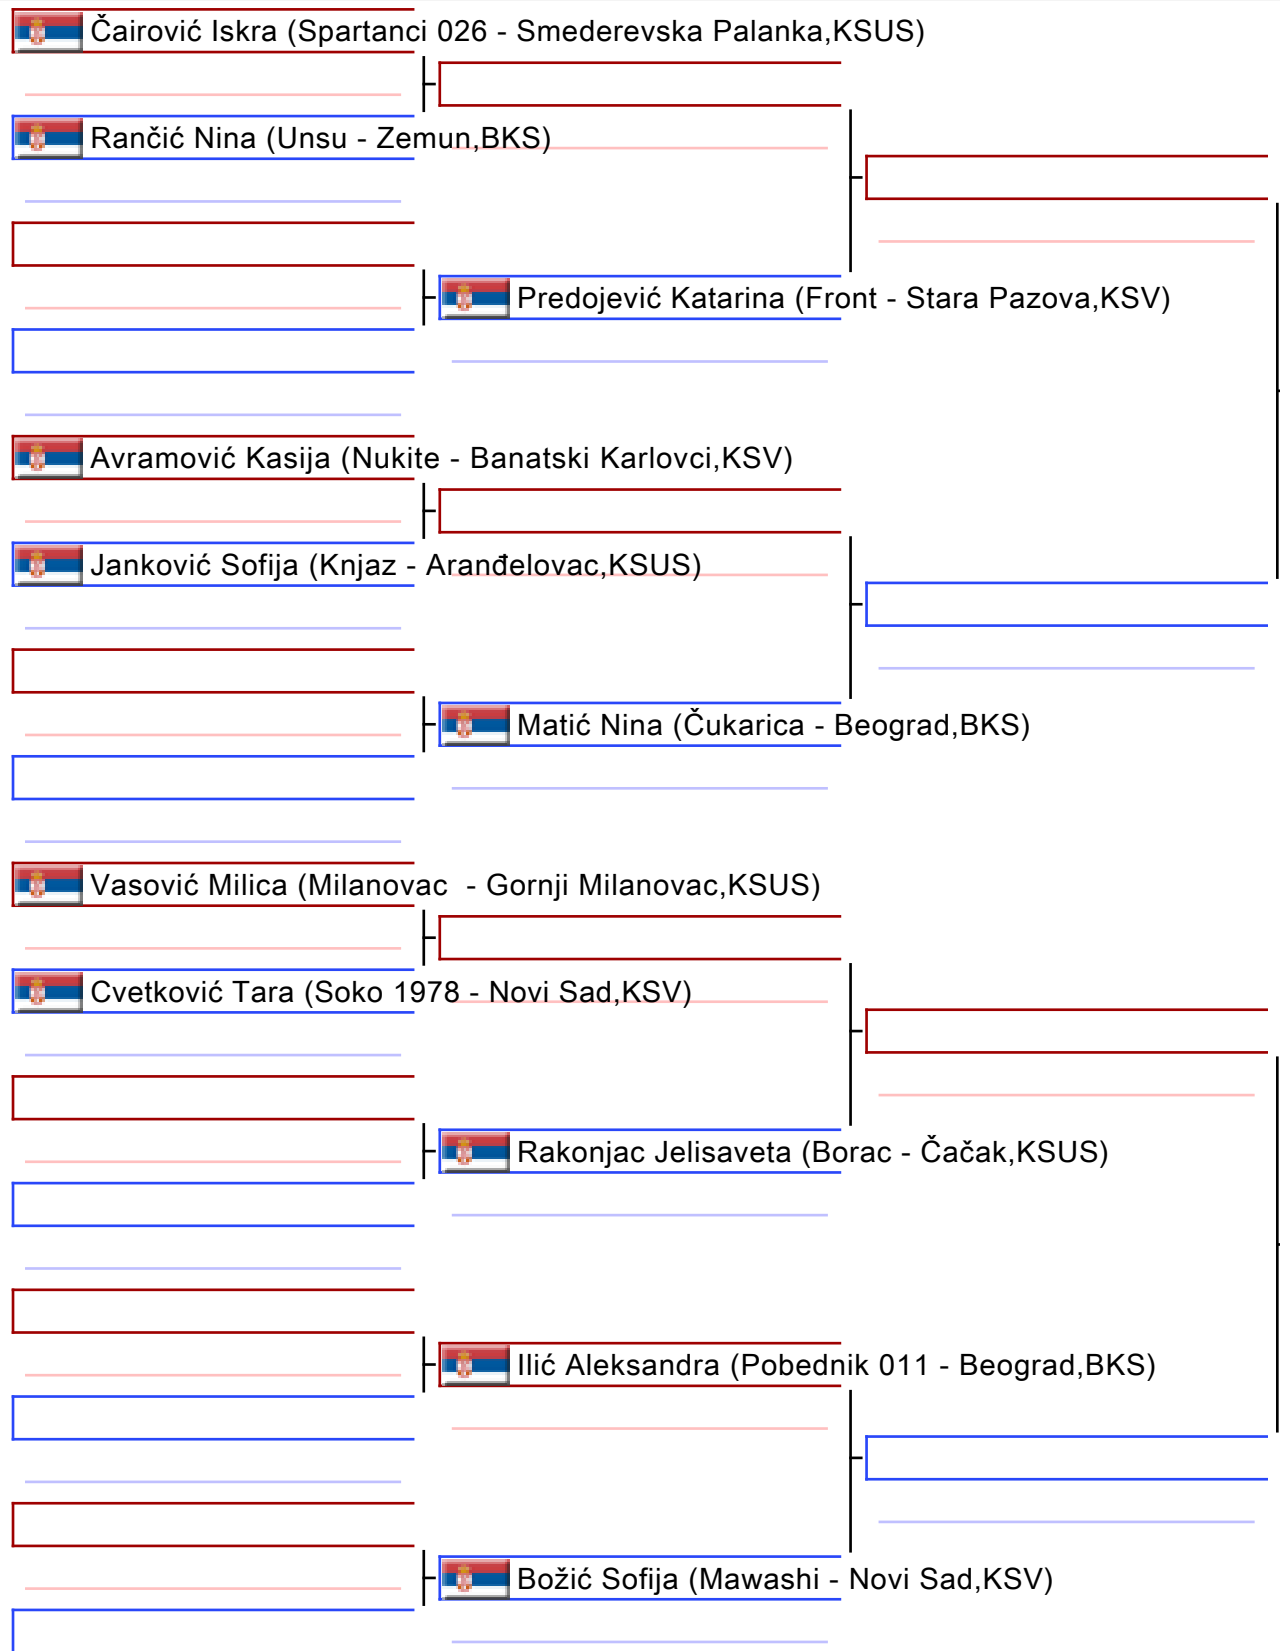 Čairović Iskra (Spartanci 026 - Smederevska Palanka,KSUS)
Rančić Nina (Unsu - Zemun,BKS)
Predojević Katarina (Front - Stara Pazova,KSV)
Avramović Kasija (Nukite - Banatski Karlovci,KSV)
Janković Sofija (Knjaz - Aranđelovac,KSUS)
Matić Nina (Čukarica - Beograd,BKS)
Vasović Milica (Milanovac  - Gornji Milanovac,KSUS)
Cvetković Tara (Soko 1978 - Novi Sad,KSV)
Rakonjac Jelisaveta (Borac - Čačak,KSUS)
Ilić Aleksandra (Pobednik 011 - Beograd,BKS)
Božić Sofija (Mawashi - Novi Sad,KSV)